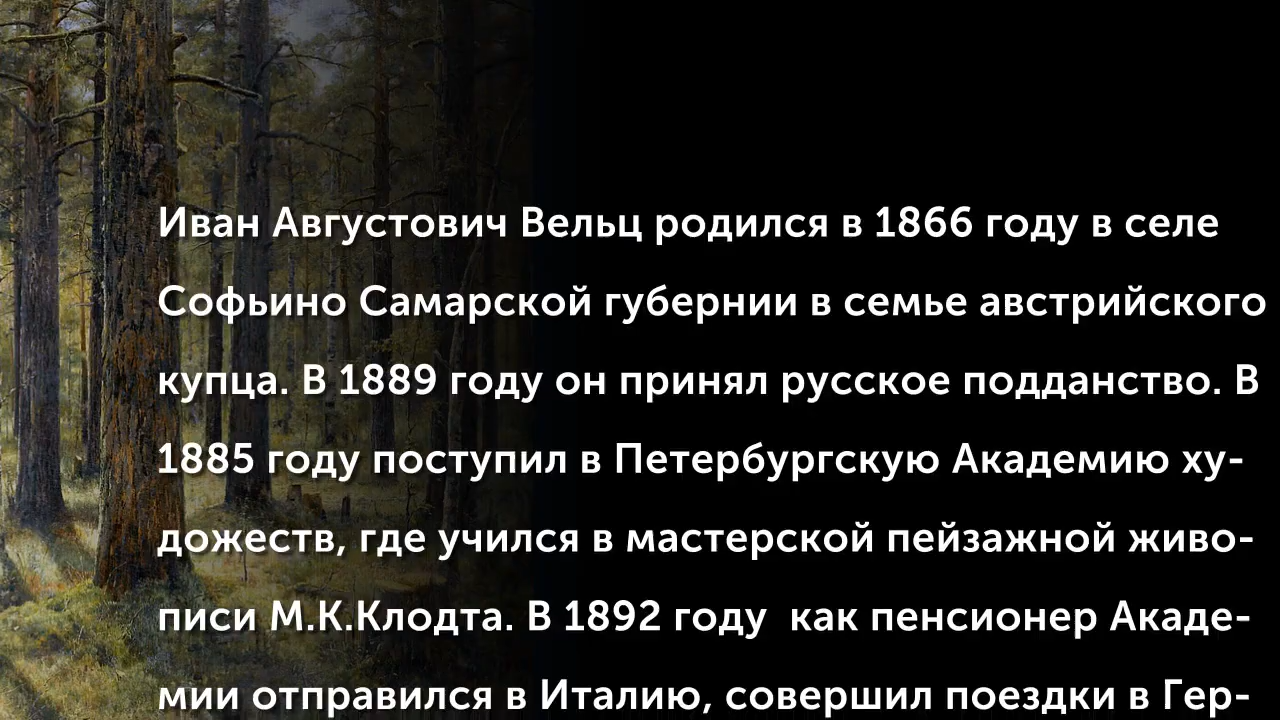 Иван Августович Вельц родился в 1866 году в селе
Софьино Самарской губернии в семье австрийского
купца. В 1889 году он принял русское подданство. В
1885 году поступил в Петербургскую Академию ху-
дожеств, где учился в мастерской пейзажной живо-
писи М.К.Клодта. В 1892 году  как пенсионер Акаде-
мии отправился в Италию, совершил поездки в Гер-